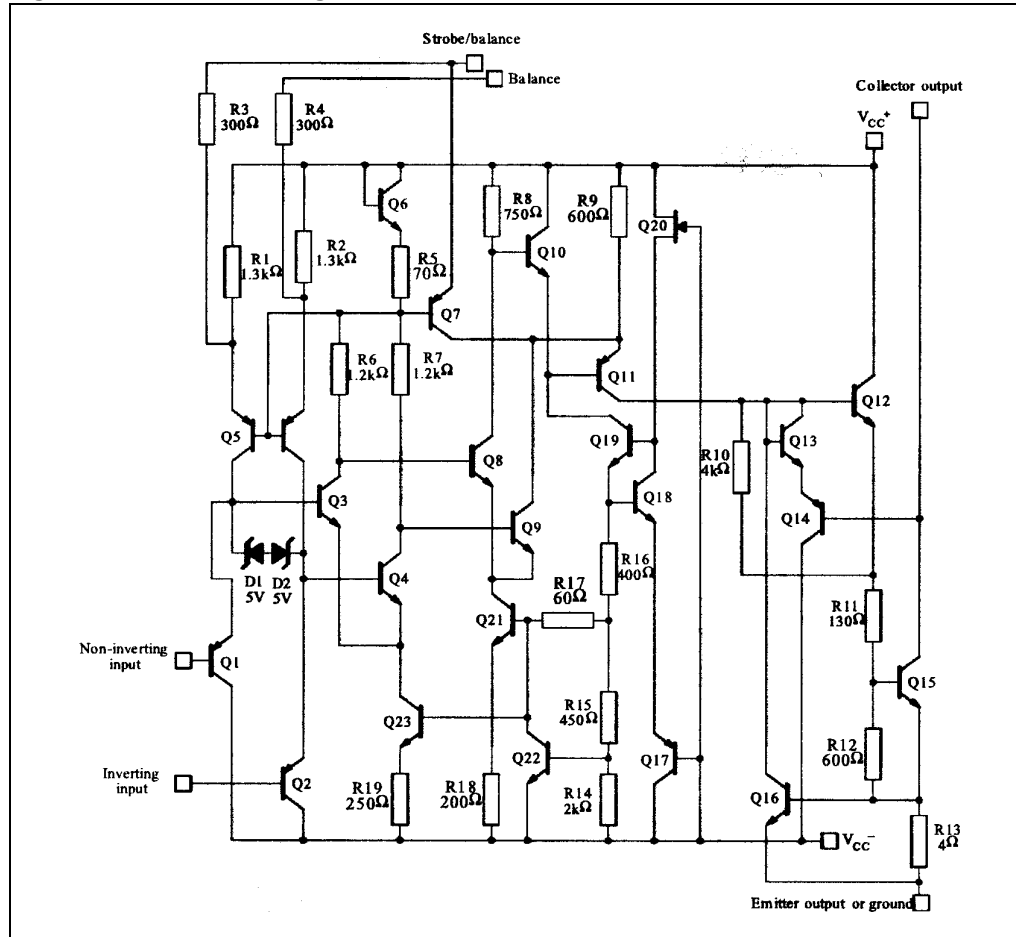 Strobe/balance
Balance
Collector output
VCC+
R3
300Ω
R4
300Ω
R8
750Ω
R9
600Ω
Q6
Q20
R1
1.3kΩ
R2
1.3kΩ
R5
70Ω
Q10
Q7
R6
1.2kΩ
R7
1.2kΩ
Q11
Q12
Q5
Q19
R10
4kΩ
Q13
Q3
Q8
Q18
Q14
Q9
D1
5V
D2
5V
Q4
R16
400Ω
R17
60Ω
Q21
R11
130Ω
Non-inverting
input
Q1
Q15
Q23
R15
450Ω
Q22
Q17
R12
600Ω
Inverting
input
Q2
R19
250Ω
R18
200Ω
R14
2kΩ
Q16
VCC-
R13
4Ω
Emitter output or ground